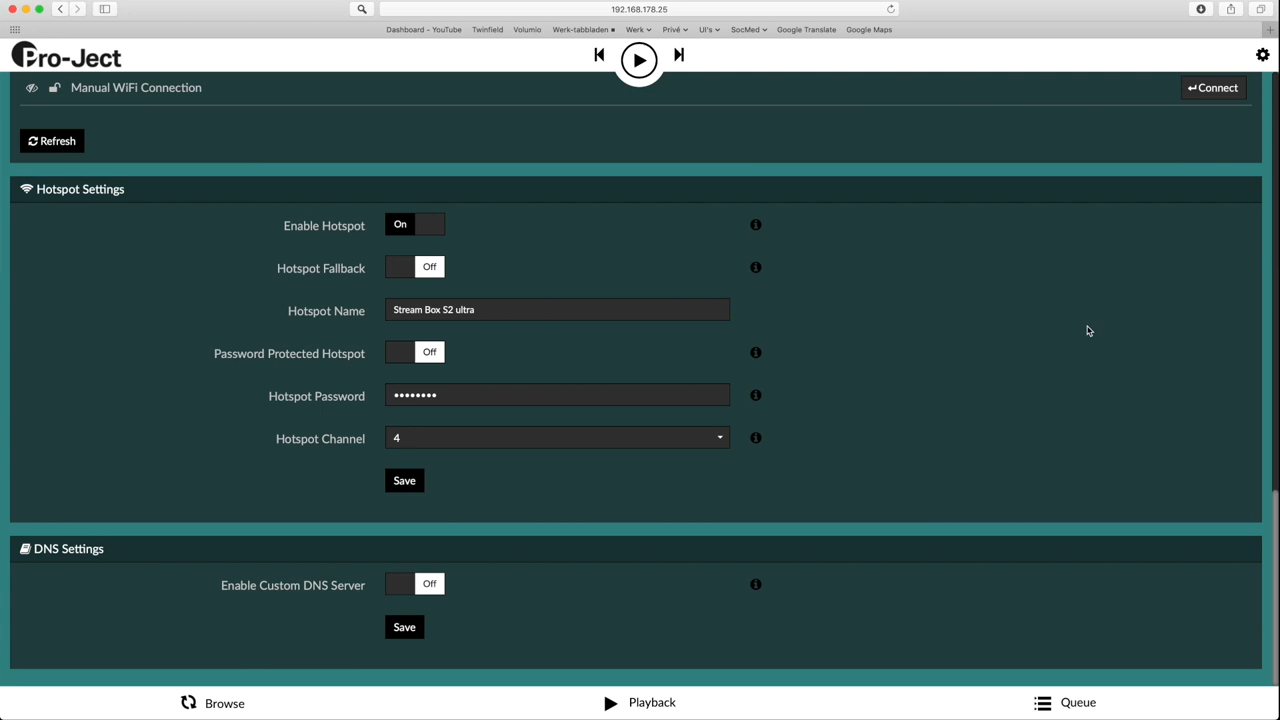 192.168.178.25
Dashboard - YouTube Twinfield Volumio Werk-tabbladen Werk Privé UI's SocMed Google Translate Google Maps
Pro-Ject
Manual WiFi Connection Connect
Refresh
Hotspot Settings
Enable Hotspot On
Hotspot Fallback Off
Hotspot Name Stream Box S2 ultra
Password Protected Hotspot Off
Hotspot Password ••••••••
Hotspot Channel 4
Save
DNS Settings
Enable Custom DNS Server Off
Save
Browse Playback Queue